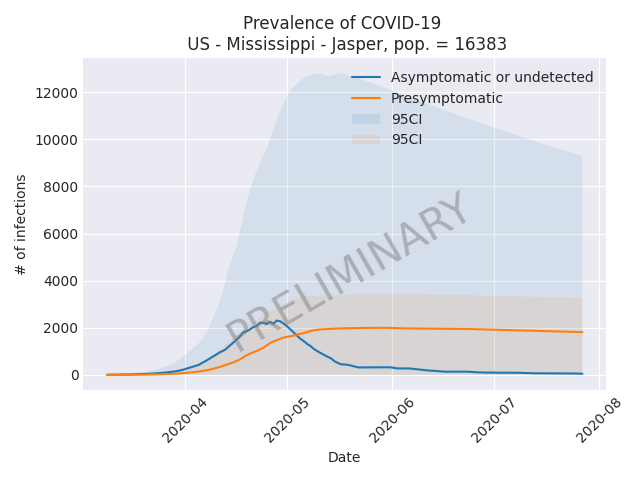 Prevalence of COVID-19
US - Mississippi - Jasper, pop. = 16383
Asymptomatic or undetected
Presymptomatic
95CI
95CI
12000
10000
8000
6000
4000
2000
0
# of infections
PRELIMINARY
2020-04
2020-05
2020-06
2020-07
2020-08
Date